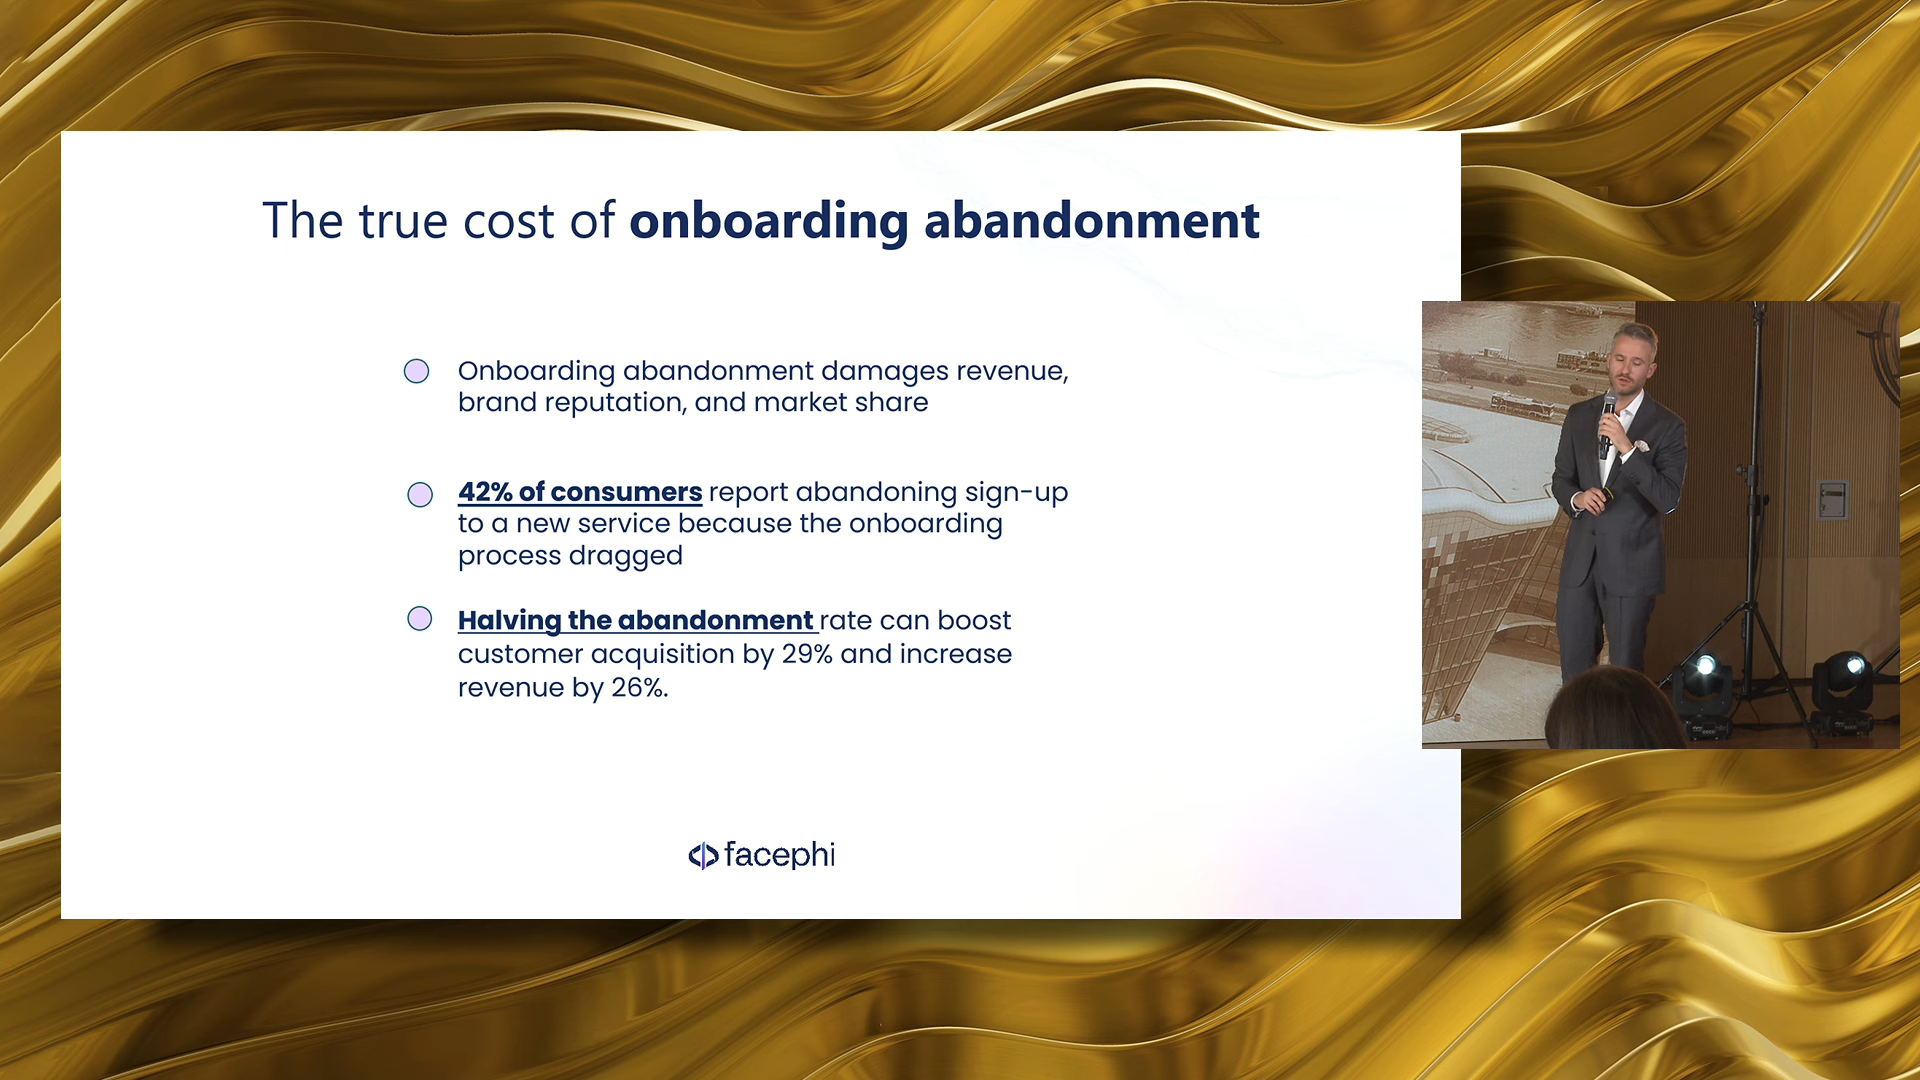 The true cost of onboarding abandonment
Onboarding abandonment damages revenue,
brand reputation, and market share
42% of consumers report abandoning sign-up
to a new service because the onboarding
process dragged
Halving the abandonment rate can boost
customer acquisition by 29% and increase
revenue by 26%.
facephi